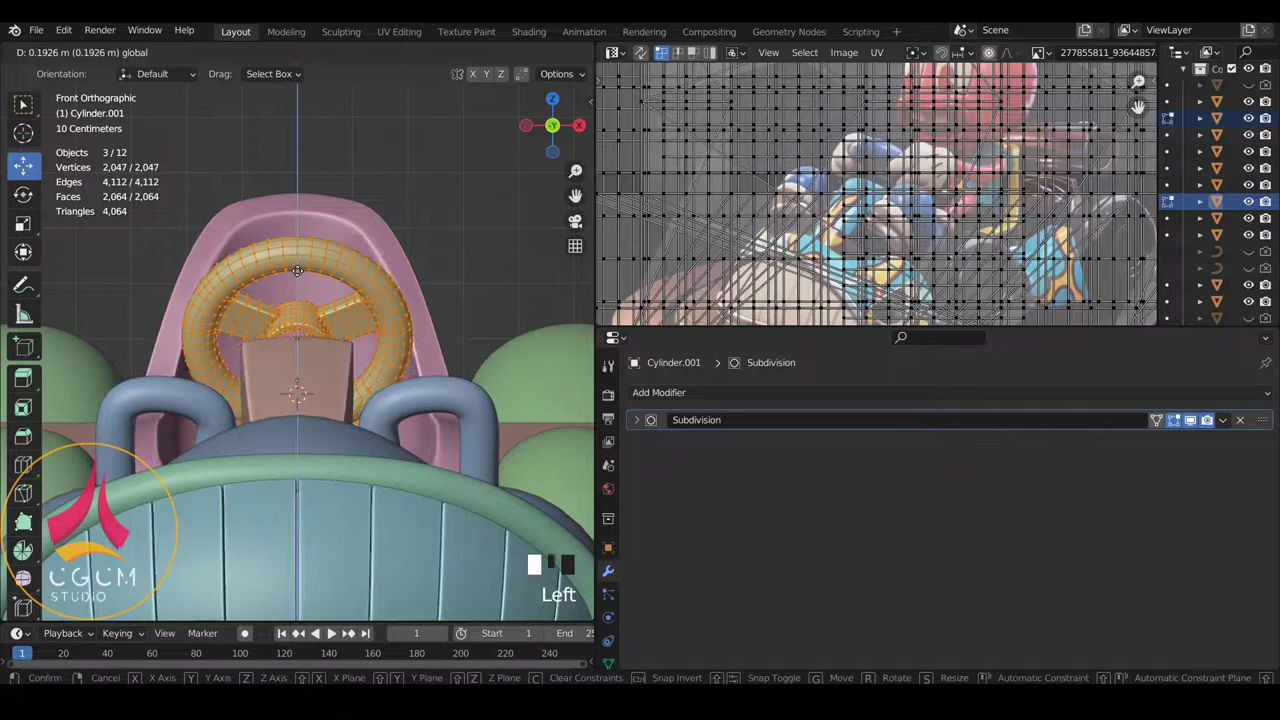 File Edit Render Window Help Layout Modeling Sculpting UV Editing Texture Paint Shading Animation Rendering Compositing Geometry Nodes Scripting Scene ViewLayer
D: 0.1926 m (0.1926 m) global
View Select Image UV 277855811_93644857
Orientation: Default Drag: Select Box X Y Z Options
Co
Front Orthographic
(1) Cylinder.001
10 Centimeters
Objects 3 / 12
Vertices 2,047 / 2,047
Edges 4,112 / 4,112
Faces 2,064 / 2,064
Triangles 4,064
Z
-Y
X
Cylinder.001 > Subdivision
Add Modifier
Subdivision
CGCM
STUDIO
Left
Playback Keying View Marker 1 Start 1 End 25
1 20 40 60 80 100 120 140 160 180 200 220 240
Confirm Cancel X X Axis Y Y Axis Z Z Axis X X Plane Y Y Plane Z Z Plane C Clear Constraints Ctrl Snap Invert Snap Toggle G Move R Rotate S Resize Automatic Constraint Automatic Constraint Plane